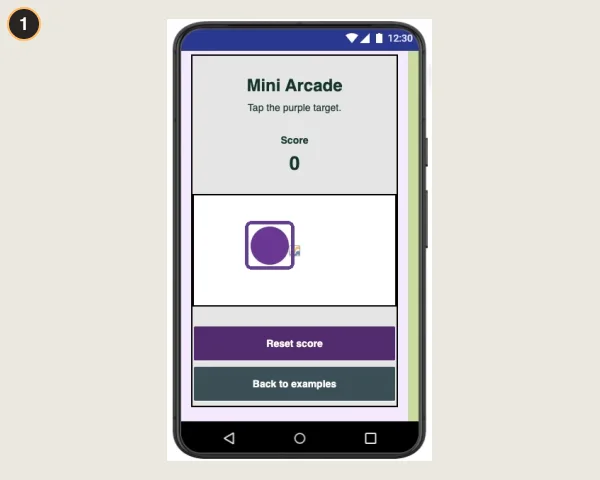 1
12:30
Mini Arcade
Tap the purple target.
Score
0
Reset score
Back to examples